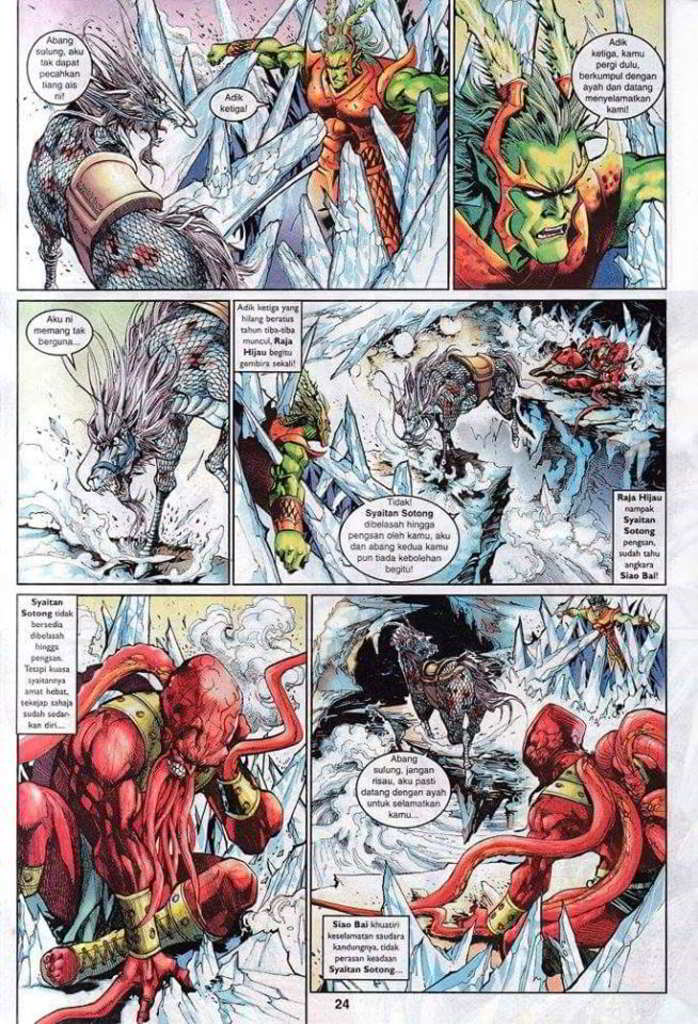 Abang
sulung, aku
tak dapat
pecahkan
tiang ais
ni!
Adik
ketiga!
Adik
ketiga, kamu
pergi dulu,
berkumpul dengan
ayah dan datang
menyelamatkan
kami!
Aku ni
memang tak
berguna...
Adik ketiga yang
hilang beratus
tahun tiba-tiba
muncul, Raja
Hijau begitu
gembira sekali!
Tidak!
Syaitan Sotong
dibelasah hingga
pengsan oleh kamu, aku
dan abang kedua kamu
pun tiada kebolehan
begitu!
Raja Hijau
nampak
Syaitan
Sotong
pengsan,
sudah tahu
angkara
Siao Bai!
Syaitan
Sotong tidak
bersedia
dibelasah
hingga
pengsan.
Tetapi kuasa
syaitannya
amat hebat,
sekejap sahaja
sudah sedar-
kan diri....
Abang
sulung, jangan
risau, aku pasti
datang dengan ayah
untuk selamatkan
kamu...
Siao Bai khuatiri
keselamatan saudara
kandungnya, tidak
perasan keadaan
Syaitan Sotong...
24